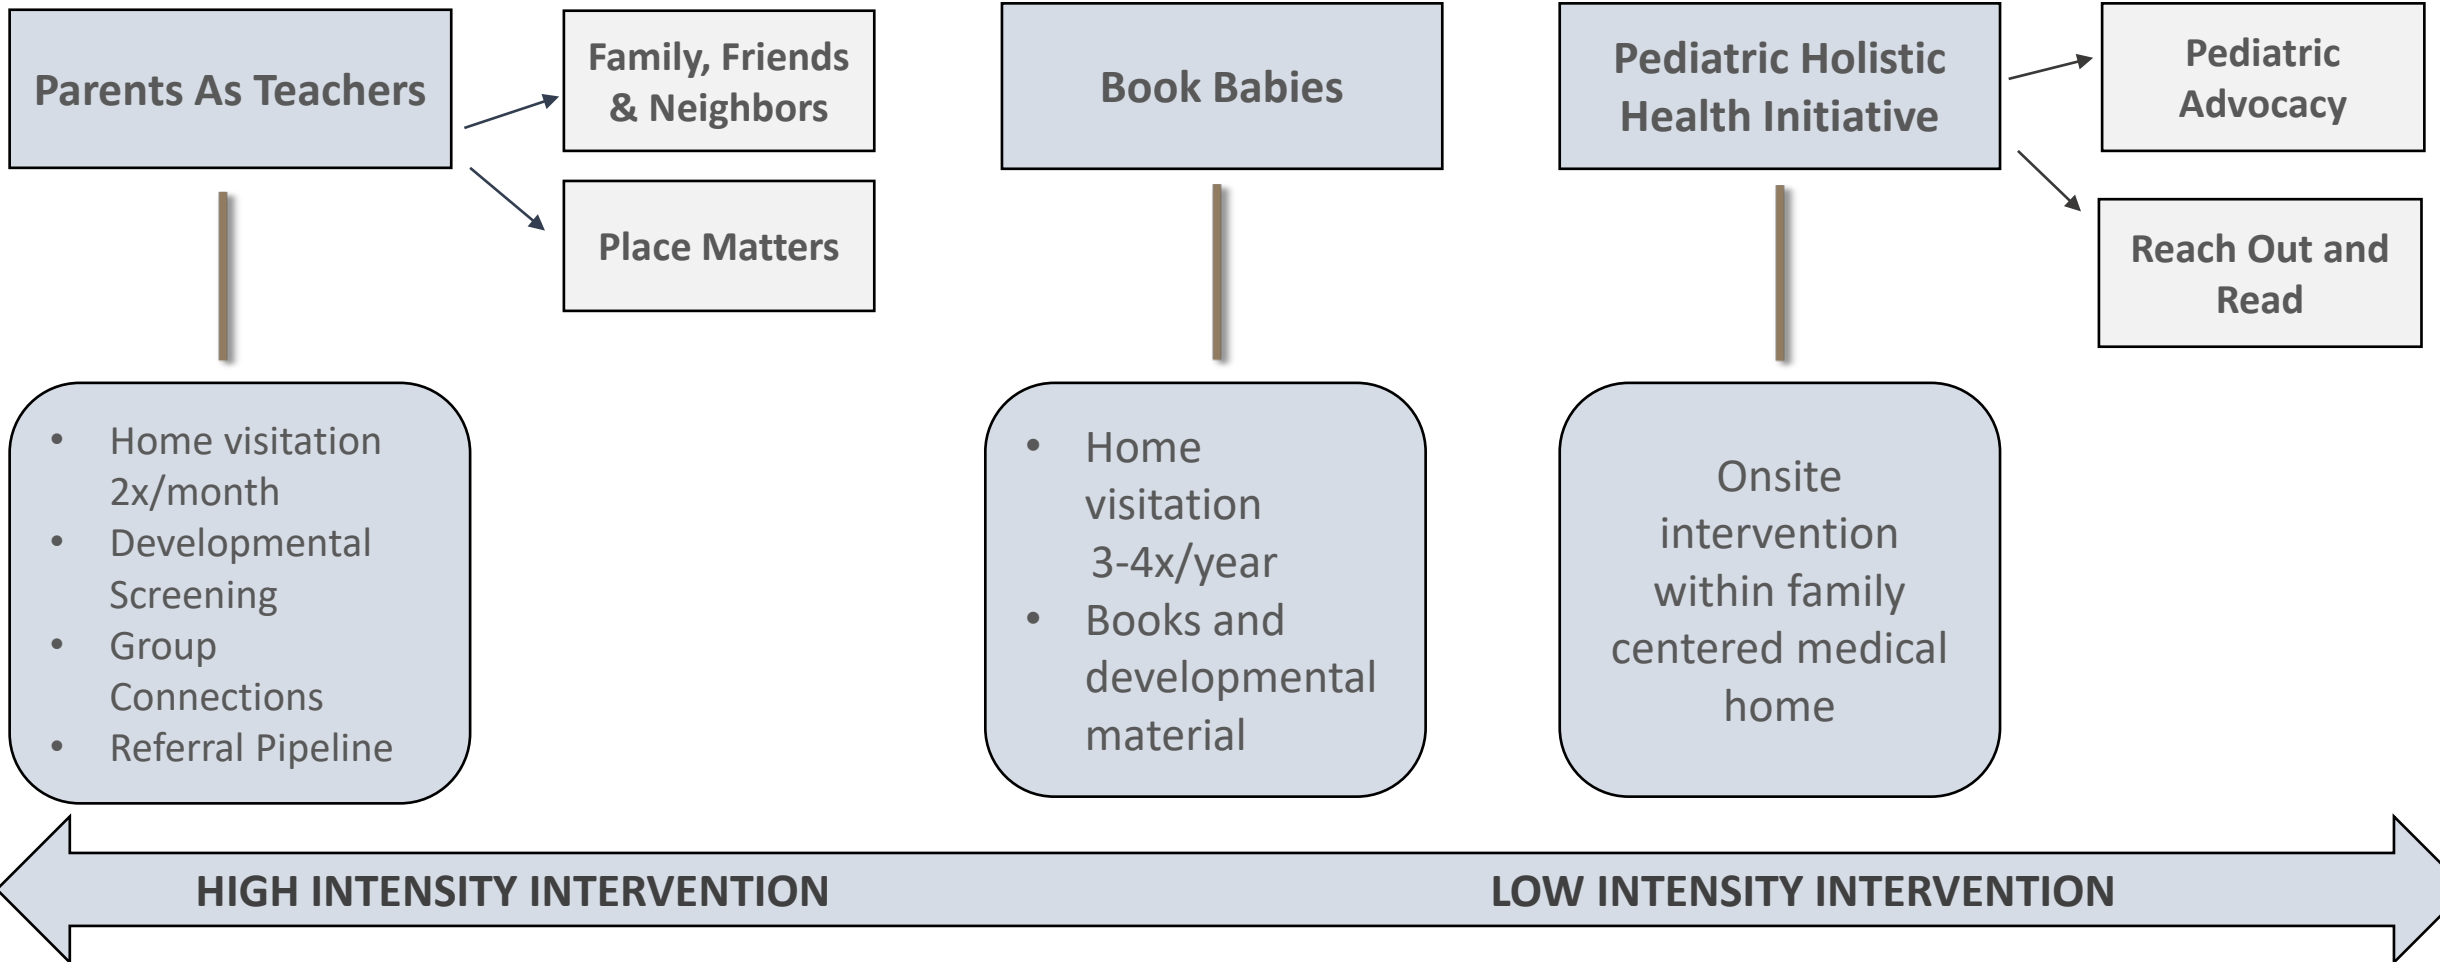 Parents As Teachers
Family, Friends
& Neighbors
Place Matters
Book Babies
Pediatric Holistic
Health Initiative
Pediatric
Advocacy
Reach Out and
Read
• Home visitation
2x/month
• Developmental
Screening
• Group
Connections
• Referral Pipeline
• Home
visitation
3-4x/year
• Books and
developmental
material
Onsite
intervention
within family
centered medical
home
HIGH INTENSITY INTERVENTION
LOW INTENSITY INTERVENTION